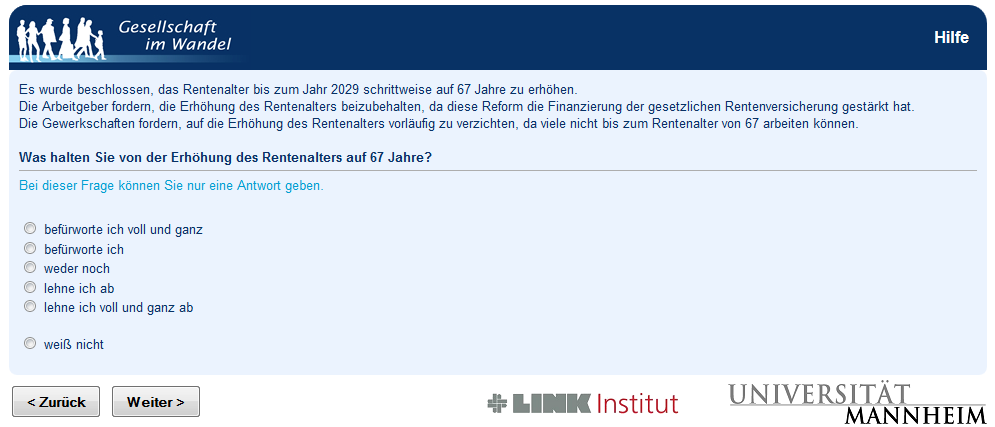 Gesellschaft
im Wandel
Hilfe
Es wurde beschlossen, das Rentenalter bis zum Jahr 2029 schrittweise auf 67 Jahre zu erhöhen.
Die Arbeitgeber fordern, die Erhöhung des Rentenalters beizubehalten, da diese Reform die Finanzierung der gesetzlichen Rentenversicherung gestärkt hat.
Die Gewerkschaften fordern, auf die Erhöhung des Rentenalters vorläufig zu verzichten, da viele nicht bis zum Rentenalter von 67 arbeiten können.
Was halten Sie von der Erhöhung des Rentenalters auf 67 Jahre?
Bei dieser Frage können Sie nur eine Antwort geben.
befürworte ich voll und ganz
befürworte ich
weder noch
lehne ich ab
lehne ich voll und ganz ab
weiß nicht
< Zurück
Weiter >
LINK Institut
UNIVERSITÄT
MANNHEIM